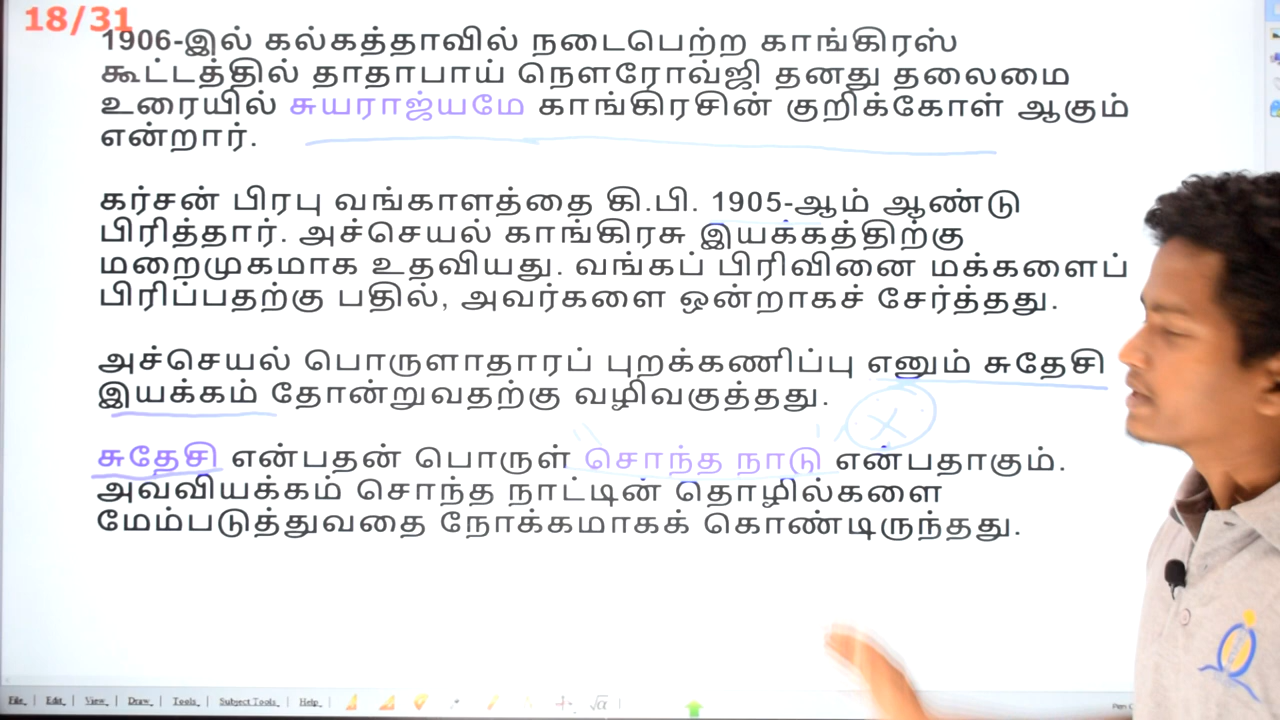 18/31
1906-இல் கல்கத்தாவில் நடைபெற்ற காங்கிரஸ்
கூட்டத்தில் தாதாபாய் நௌரோவ்ஜி தனது தலைமை
உரையில் சுயராஜ்யமே காங்கிரசின் குறிக்கோள் ஆகும்
என்றார்.
கர்சன் பிரபு வங்காளத்தை கி.பி. 1905-ஆம் ஆண்டு
பிரித்தார். அச்செயல் காங்கிரசு இயக்கத்திற்கு
மறைமுகமாக உதவியது. வங்கப் பிரிவினை மக்களைப்
பிரிப்பதற்கு பதில், அவர்களை ஒன்றாகச் சேர்த்தது.
அச்செயல் பொருளாதாரப் புறக்கணிப்பு எனும் சுதேசி
இயக்கம் தோன்றுவதற்கு வழிவகுத்தது.
சுதேசி என்பதன் பொருள் சொந்த நாடு என்பதாகும்.
அவவியக்கம் சொந்த நாட்டின் தொழில்களை
மேம்படுத்துவதை நோக்கமாகக் கொண்டிருந்தது.
File Edit View Draw Tools Subject Tools Help √α
Pen